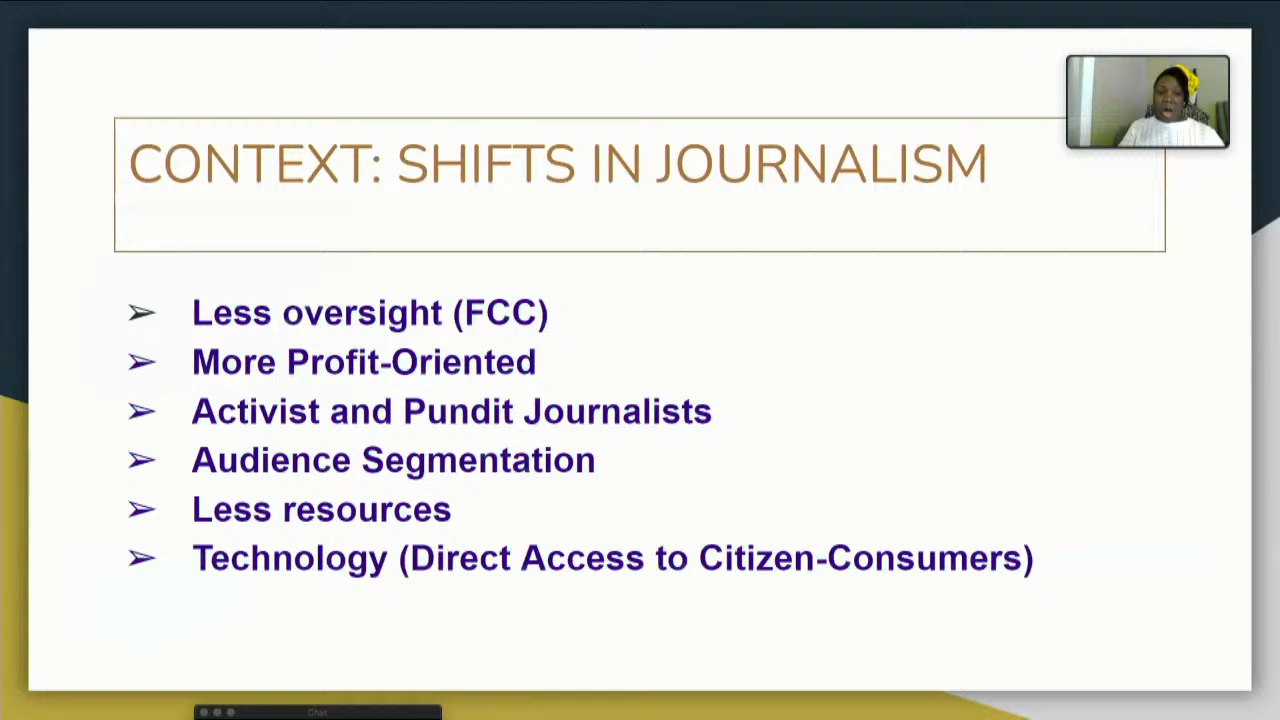 CONTEXT: SHIFTS IN JOURNALISM
➢ Less oversight (FCC)
➢ More Profit-Oriented
➢ Activist and Pundit Journalists
➢ Audience Segmentation
➢ Less resources
➢ Technology (Direct Access to Citizen-Consumers)
Chat